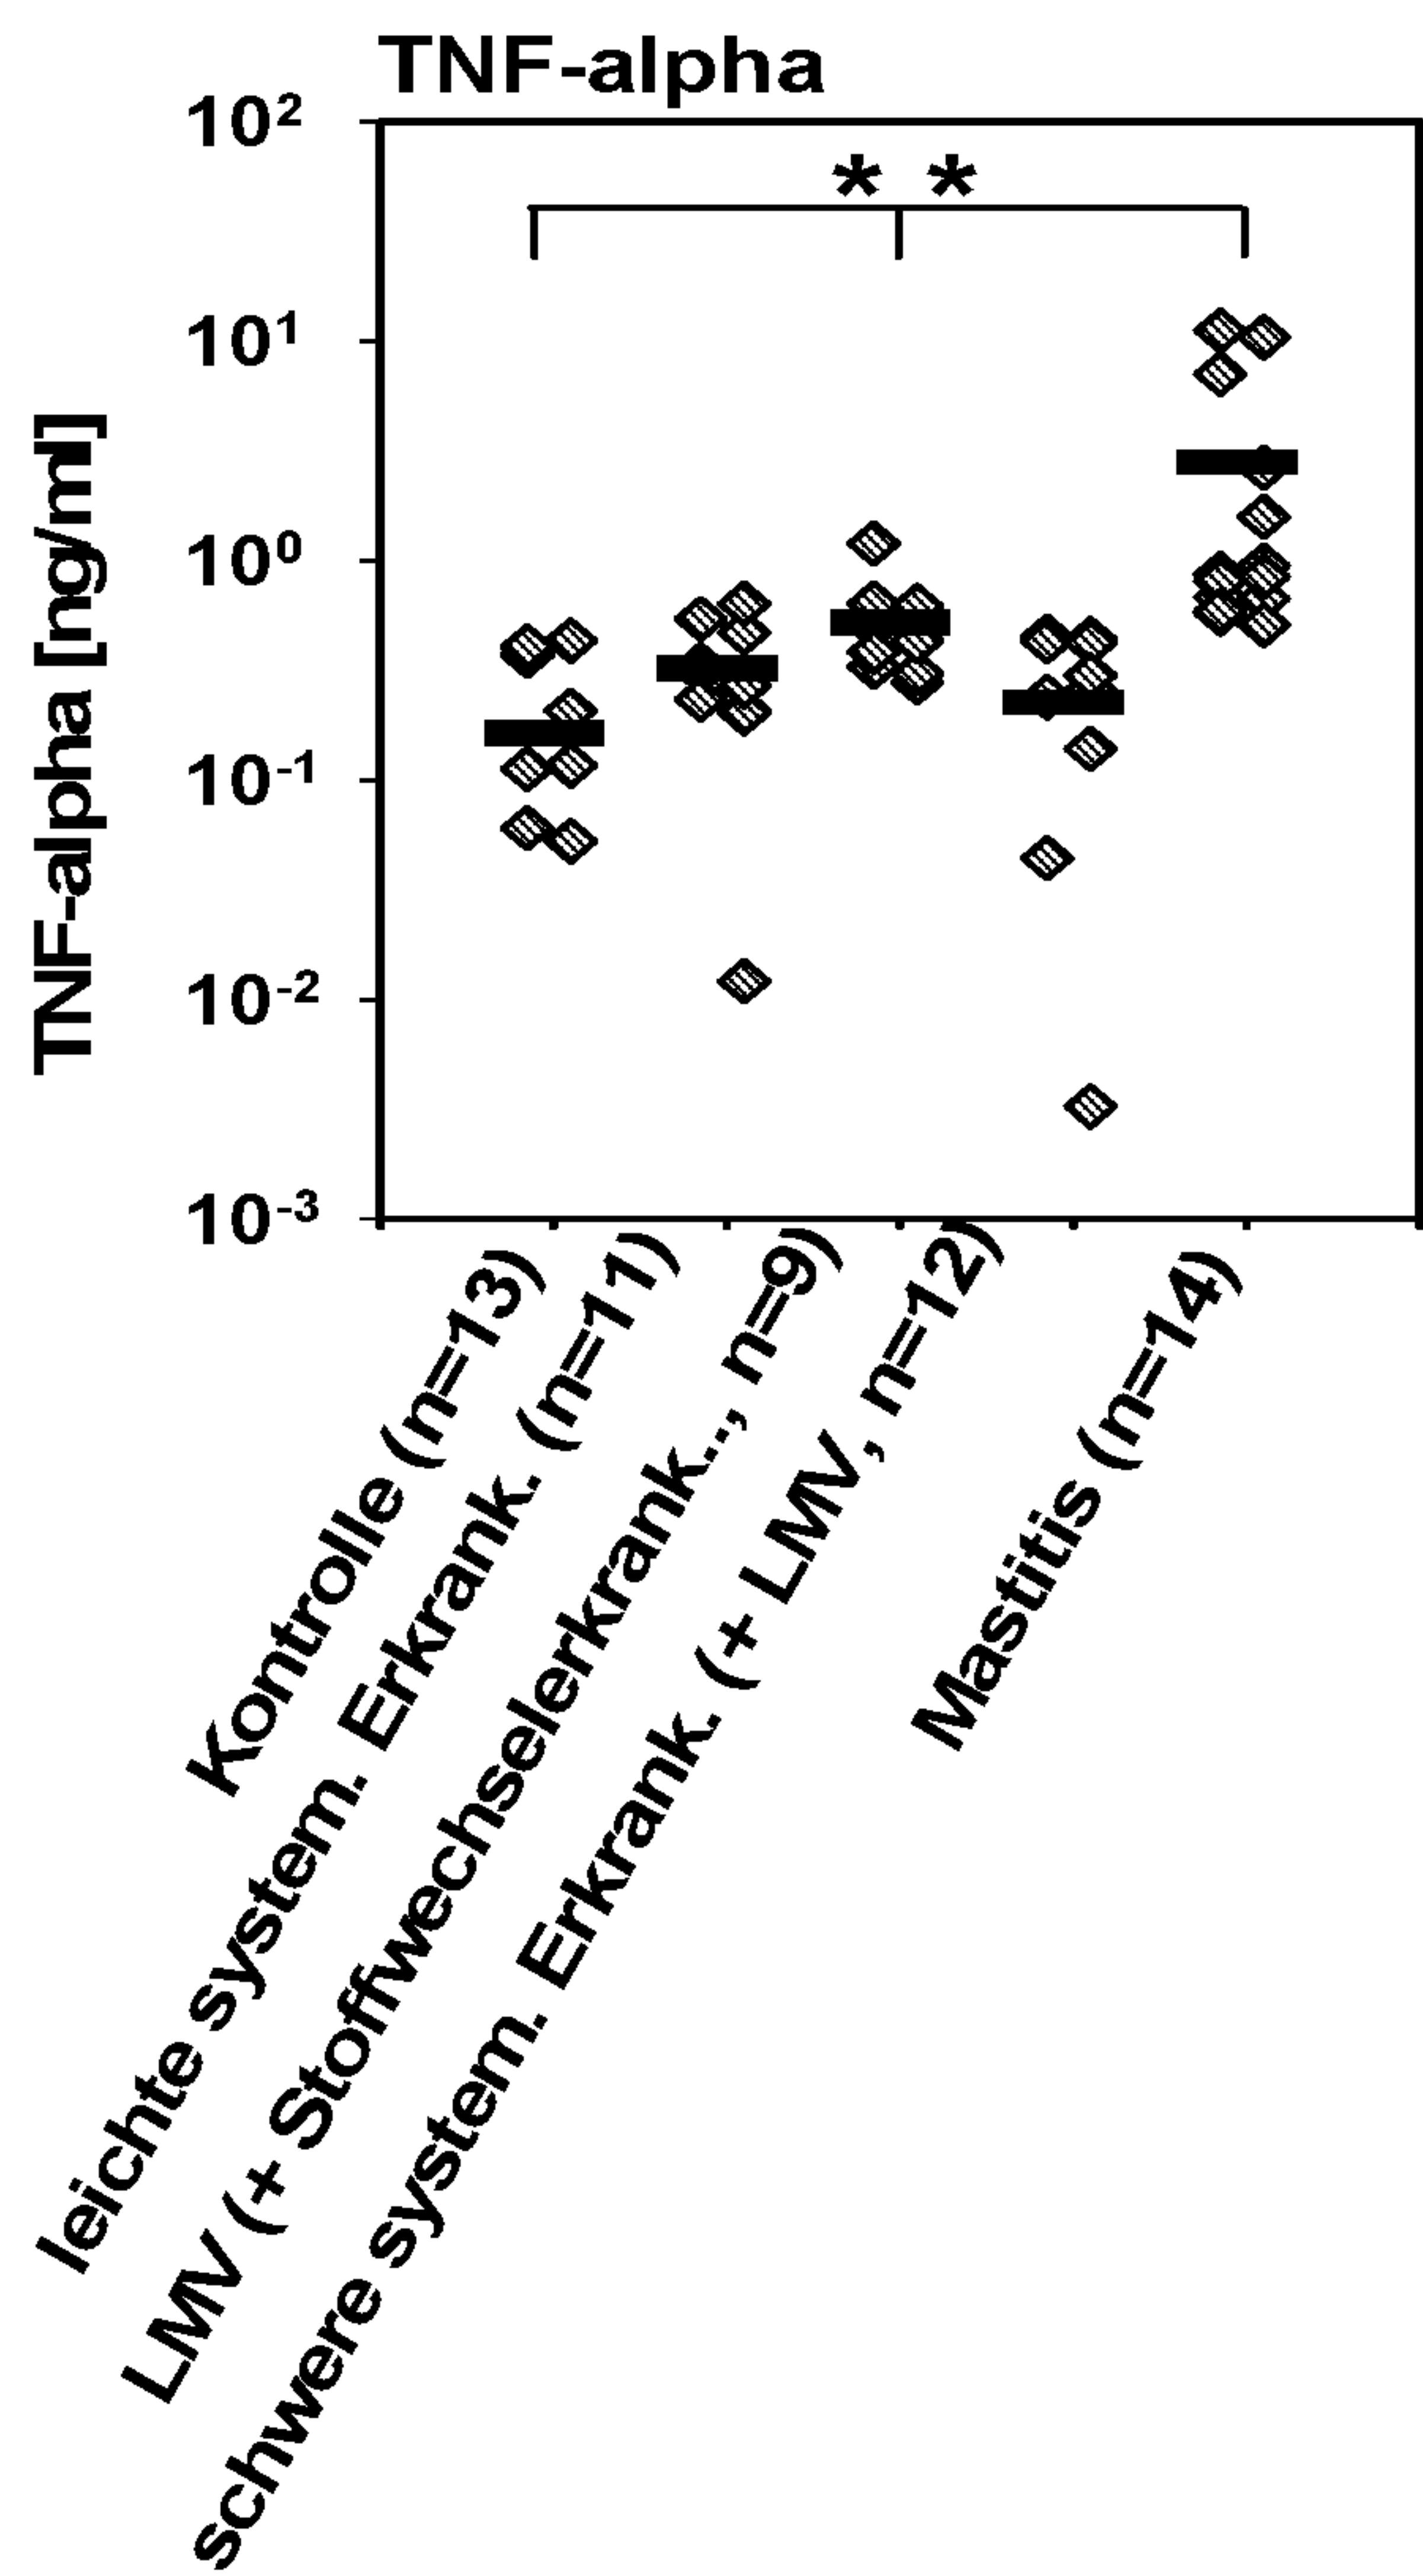 TNF-alpha
* *
TNF-alpha [ng/ml]
10²
10¹
10⁰
10⁻¹
10⁻²
10⁻³
Kontrolle (n=13)
leichte system. Erkrank. (n=11)
LMV (+ Stoffwechselerkrank.., n=9)
schwere system. Erkrank. (+ LMV, n=12)
Mastitis (n=14)